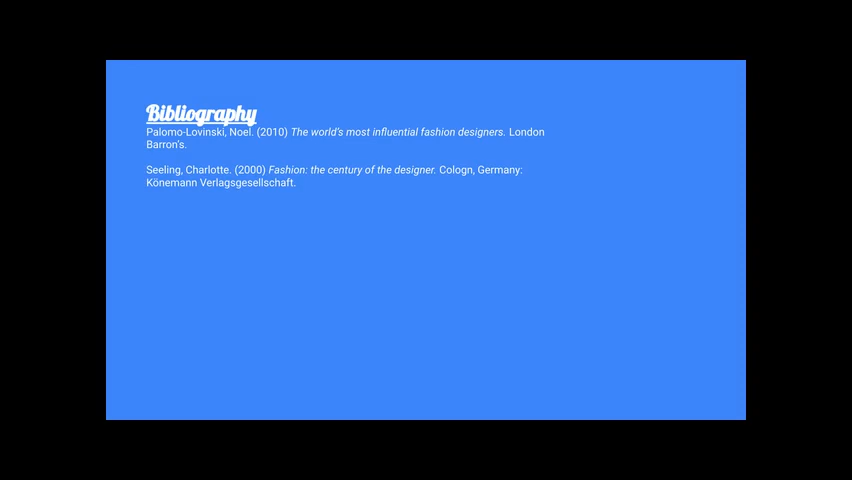 Bibliography
Palomo-Lovinski, Noel. (2010) The world's most influential fashion designers. London
Barron's.
Seeling, Charlotte. (2000) Fashion: the century of the designer. Cologn, Germany:
Könemann Verlagsgesellschaft.